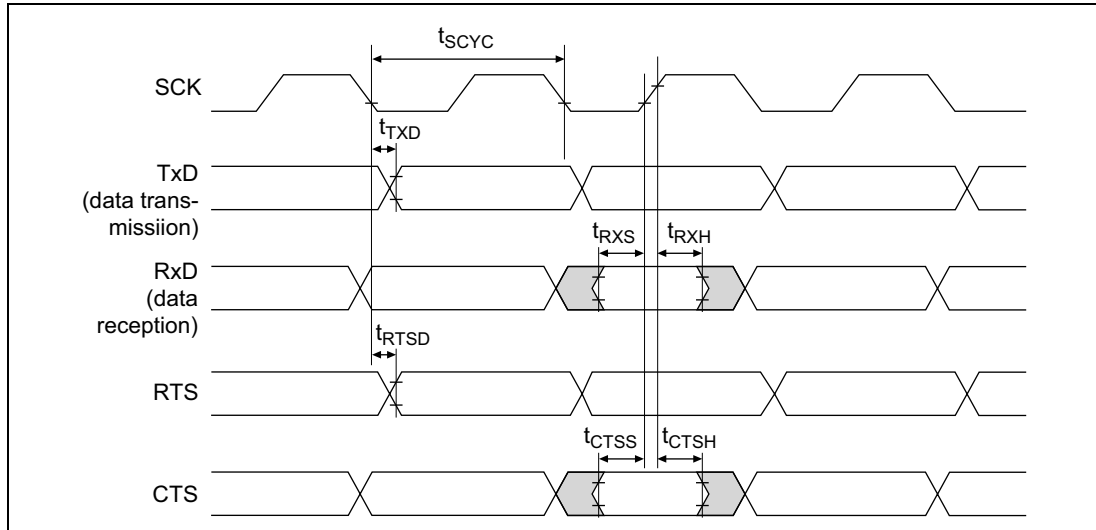 tSCYC
SCK
tTXD
TxD
(data trans-
missiion)
tRXS
tRXH
RxD
(data
reception)
tRTSD
RTS
tCTSS
tCTSH
CTS